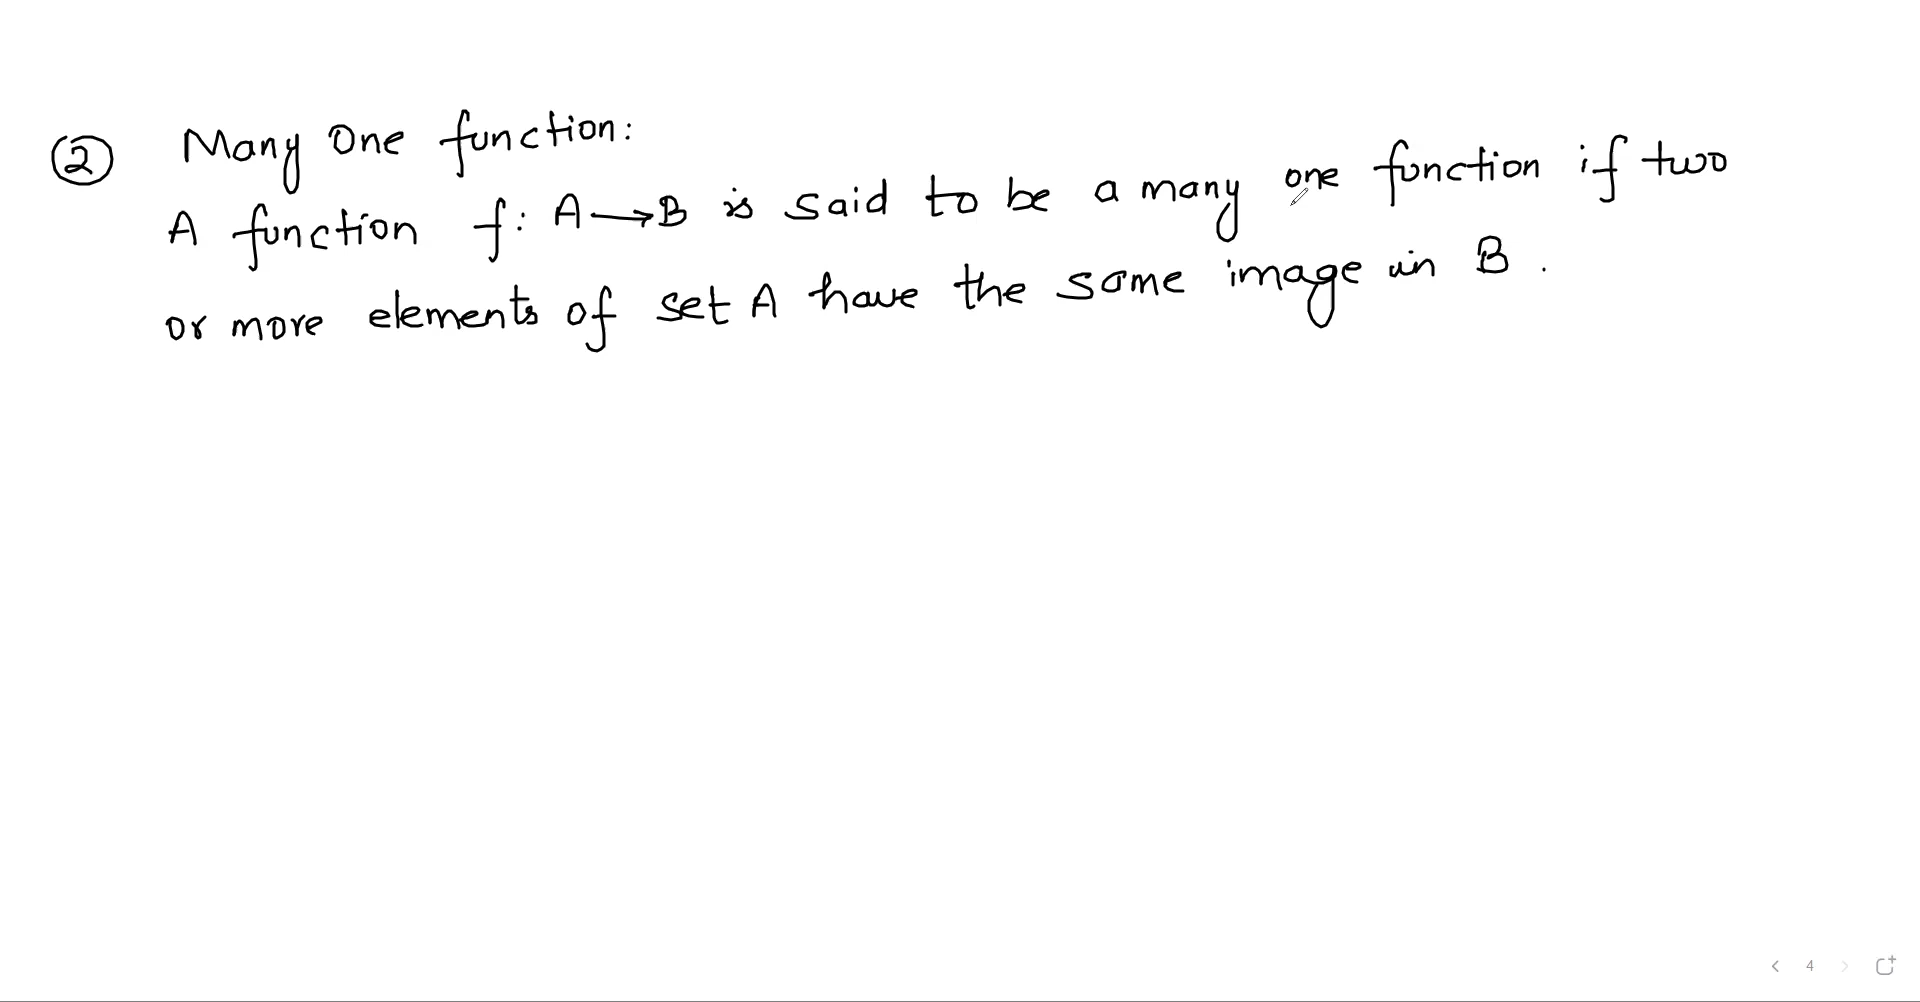 ② Many One function:
A function f: A→B is said to be a many one function if two
or more elements of set A have the same image in B.
4